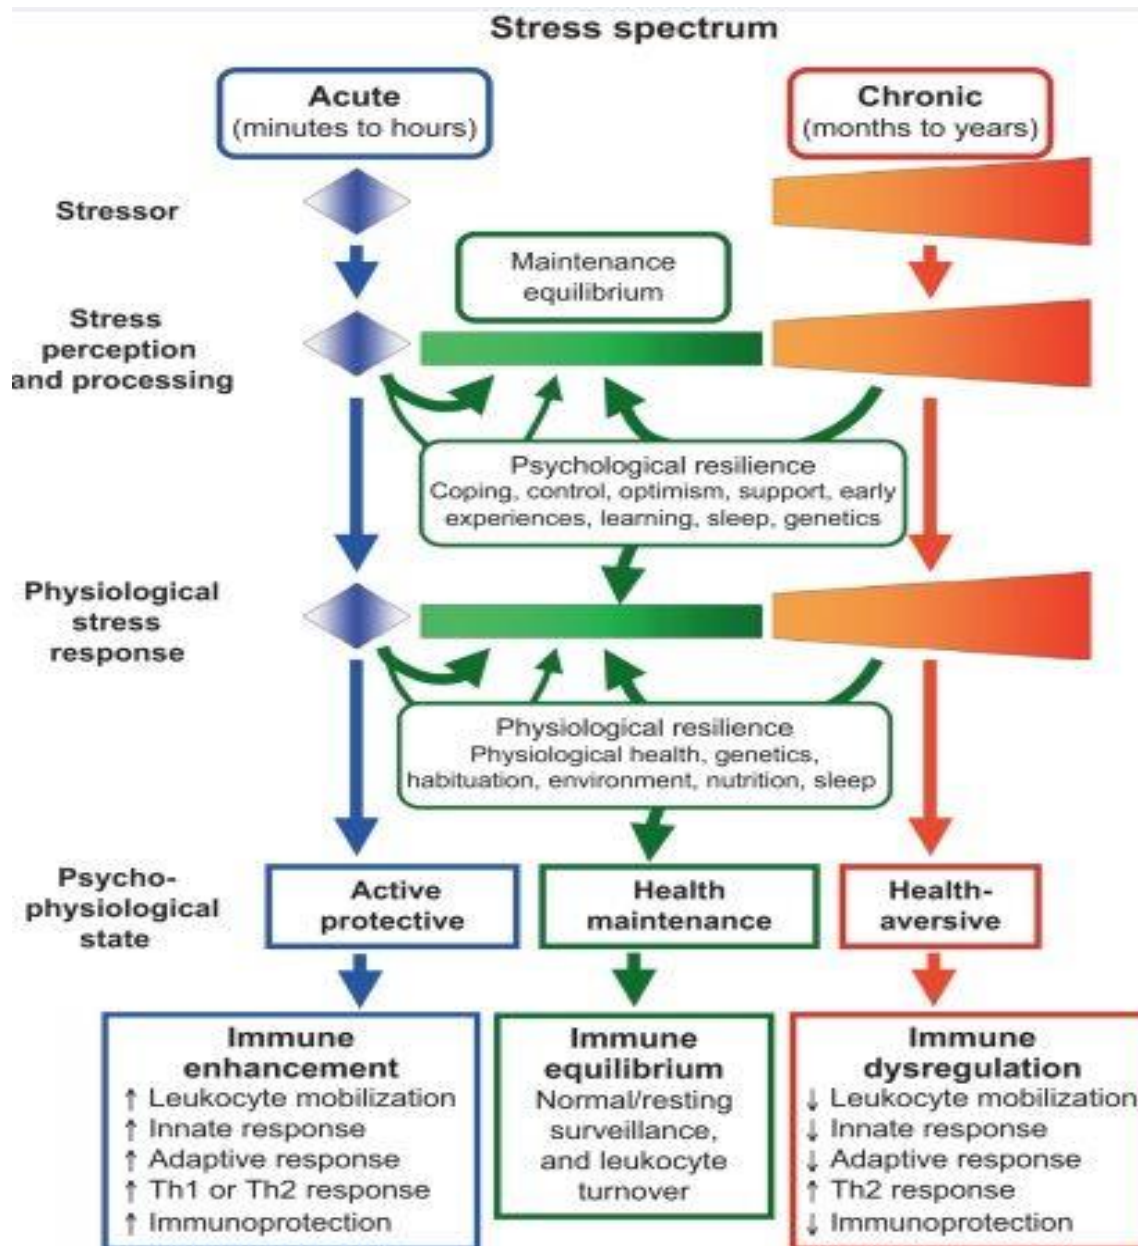 Stress spectrum
Acute
(minutes to hours)
Chronic
(months to years)
Stressor
Maintenance
equilibrium
Stress
perception
and processing
Psychological resilience
Coping, control, optimism, support, early
experiences, learning, sleep, genetics
Physiological
stress
response
Physiological resilience
Physiological health, genetics,
habituation, environment, nutrition, sleep
Psycho-
physiological
state
Active
protective
Health
maintenance
Health-
aversive
Immune
enhancement
↑ Leukocyte mobilization
↑ Innate response
↑ Adaptive response
↑ Th1 or Th2 response
↑ Immunoprotection
Immune
equilibrium
Normal/resting
surveillance,
and leukocyte
turnover
Immune
dysregulation
↓ Leukocyte mobilization
↓ Innate response
↓ Adaptive response
↑ Th2 response
↓ Immunoprotection